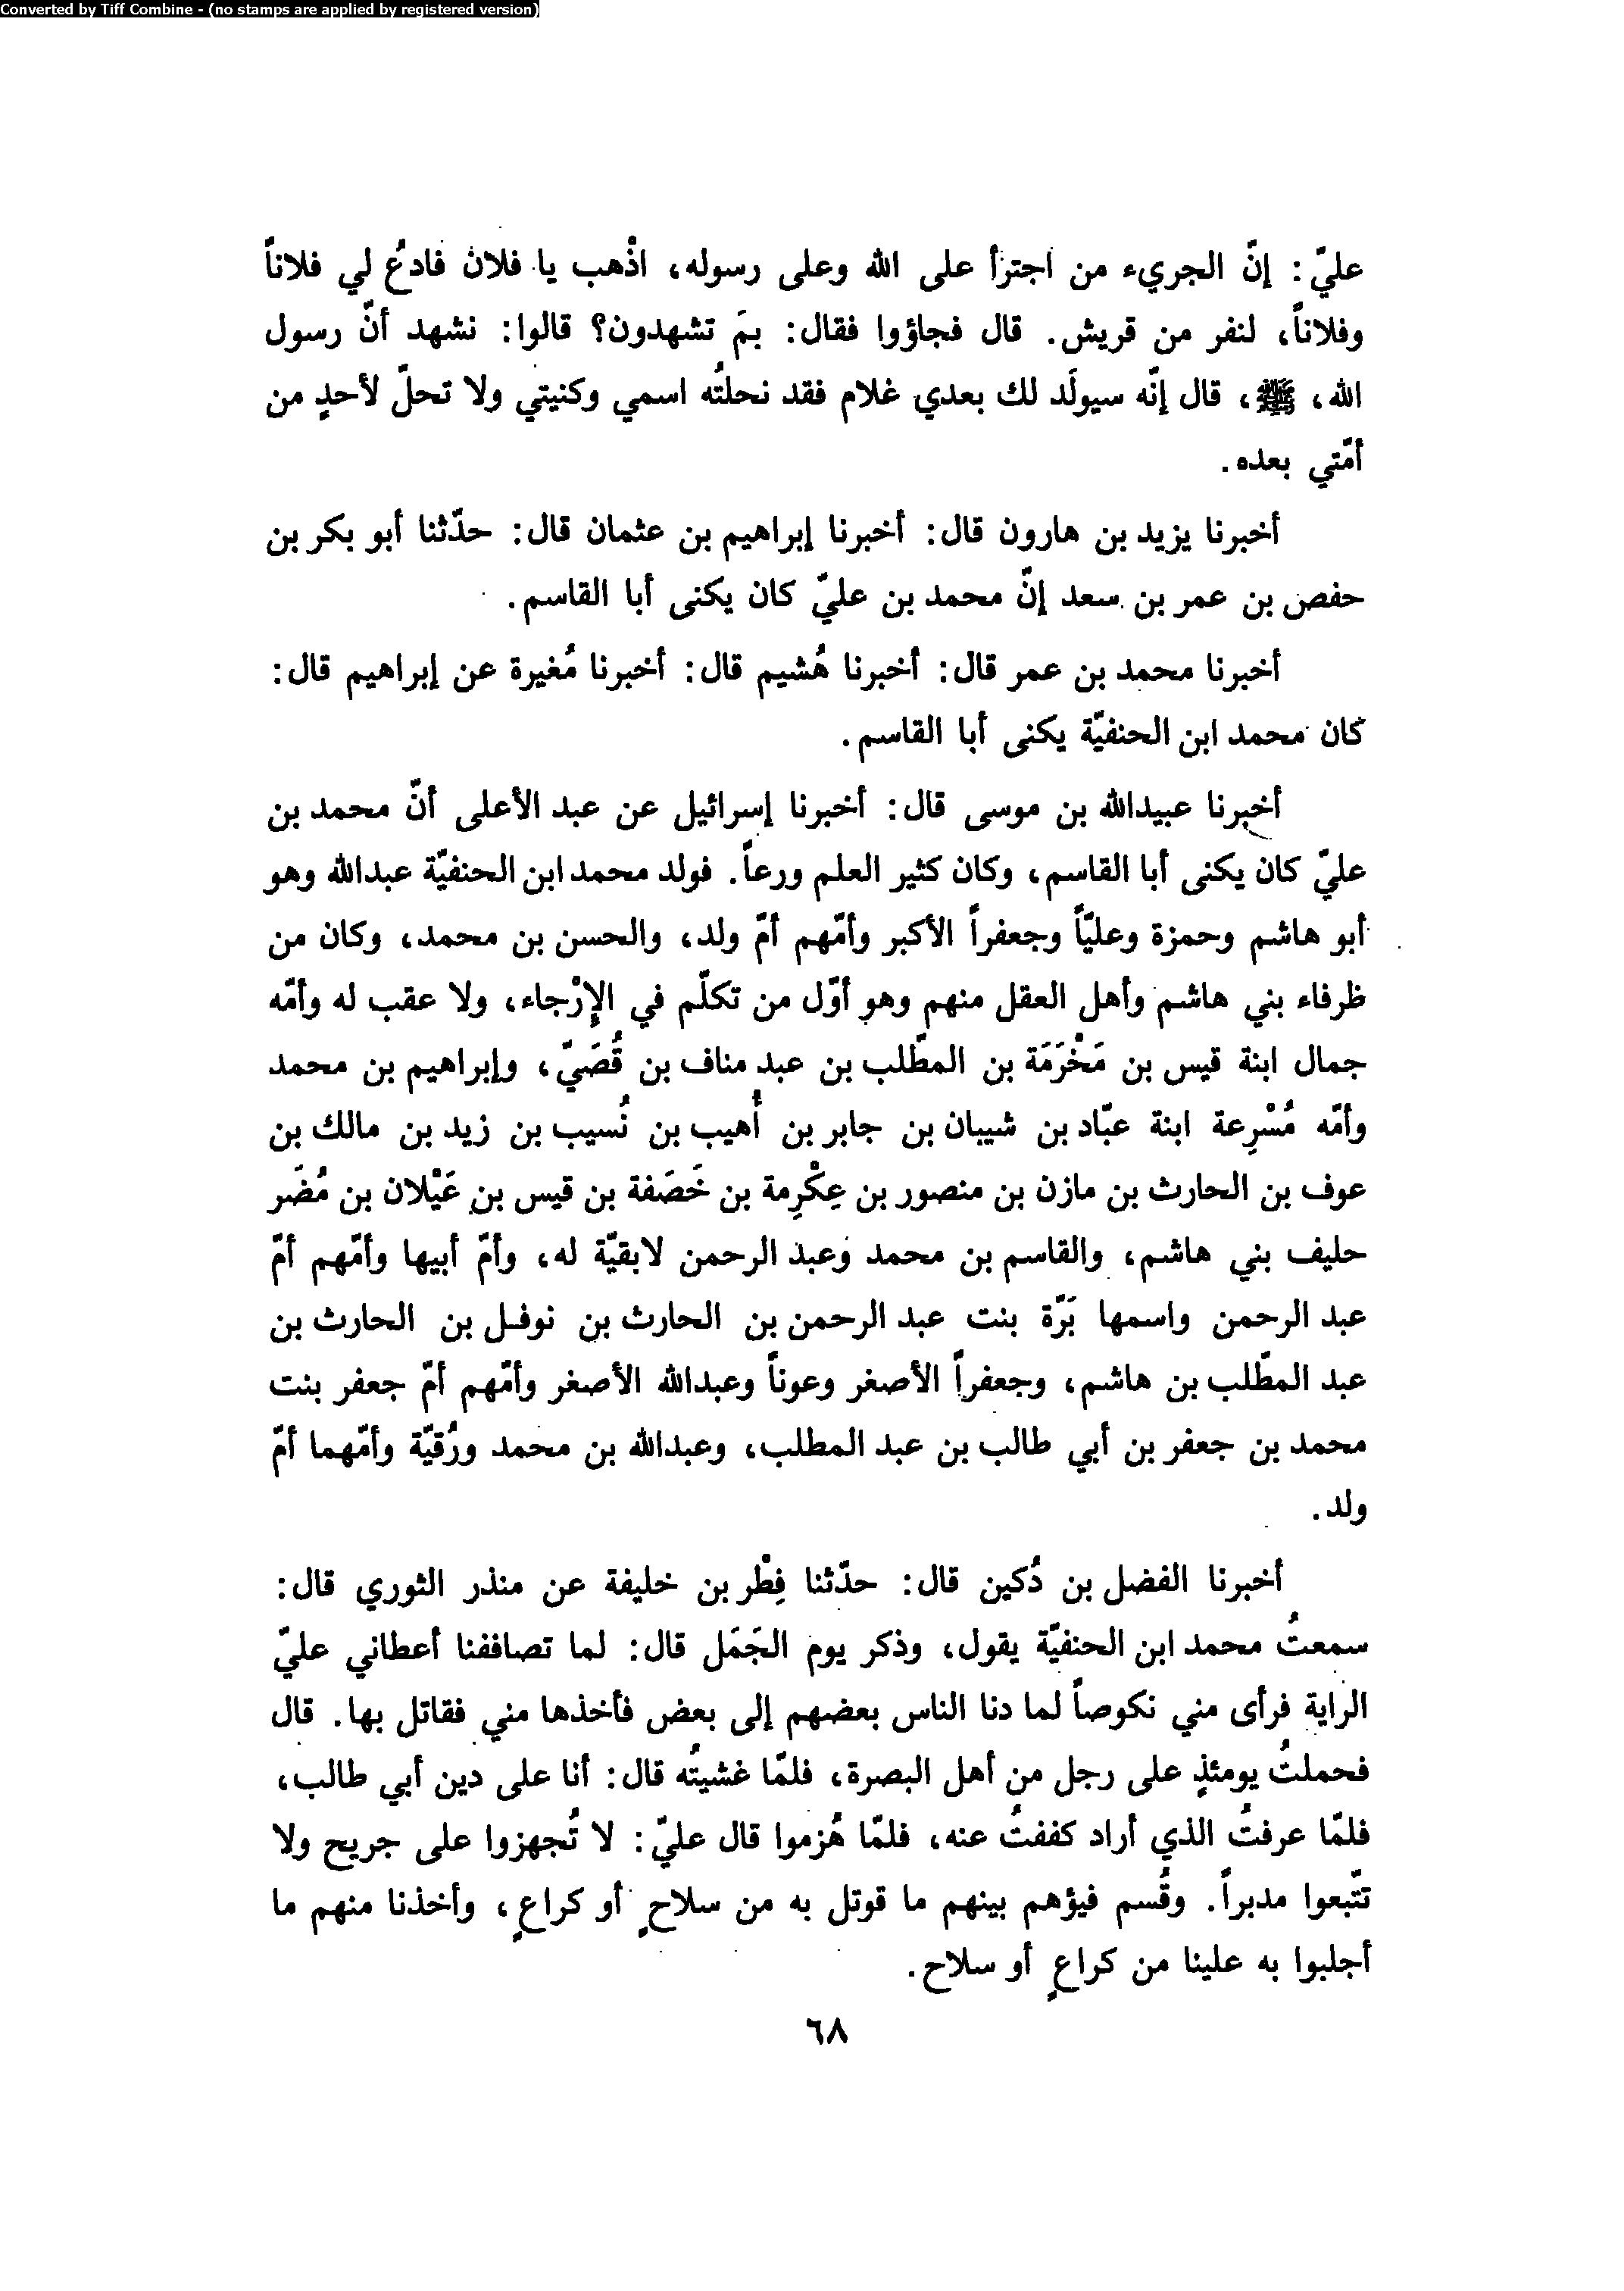 Converted by Tiff Combine - (no stamps are applied by registered version)
عليّ: إنّ الجريء من اجترأ على الله وعلى رسوله، اذْهب يا فلان فادعُ لي فلاناً
وفلاناً، لنفر من قريش. قال فجاؤوا فقال: بمَ تشهدون؟ قالوا: نشهد أنّ رسول
الله، ﷺ، قال إنّه سيولَد لك بعدي غلام فقد نحلتُه اسمي وكنيتي ولا تحلّ لأحدٍ من
أمّتي بعده.
أخبرنا يزيد بن هارون قال: أخبرنا إبراهيم بن عثمان قال: حدّثنا أبو بكر بن
حفص بن عمر بن سعد إنّ محمد بن عليّ كان يكنى أبا القاسم.
أخبرنا محمد بن عمر قال: أخبرنا هُشيم قال: أخبرنا مُغيرة عن إبراهيم قال:
كان محمد ابن الحنفيّة يكنى أبا القاسم.
أخبرنا عبيدالله بن موسى قال: أخبرنا إسرائيل عن عبد الأعلى أنّ محمد بن
عليّ كان يكنى أبا القاسم، وكان كثير العلم ورعاً. فولد محمد ابن الحنفيّة عبدالله وهو
أبو هاشم وحمزة وعليّاً وجعفراً الأكبر وأمّهم أمّ ولد، والحسن بن محمد، وكان من
ظرفاء بني هاشم وأهل العقل منهم وهو أوّل من تكلّم في الإرْجاء، ولا عقب له وأمّه
جمال ابنة قيس بن مَخْرَمَة بن المطّلب بن عبد مناف بن قُصَيّ، وإبراهيم بن محمد
وأمّه مُسْرِعة ابنة عبّاد بن شيبان بن جابر بن أُهيب بن نُسيب بن زيد بن مالك بن
عوف بن الحارث بن مازن بن منصور بن عِكْرِمة بن خَصَفة بن قيس بن عَيْلان بن مُضَر
حليف بني هاشم، والقاسم بن محمد وعبد الرحمن لابقيّة له، وأمّ أبيها وأمّهم أمّ
عبد الرحمن واسمها بَرّة بنت عبد الرحمن بن الحارث بن نوفل بن الحارث بن
عبد المطّلب بن هاشم، وجعفراً الأصغر وعوناً وعبدالله الأصغر وأمّهم أمّ جعفر بنت
محمد بن جعفر بن أبي طالب بن عبد المطلب، وعبدالله بن محمد ورُقيّة وأمّهما أمّ
ولد.
أخبرنا الفضل بن دُكين قال: حدّثنا فِطْر بن خليفة عن منذر الثوري قال:
سمعتُ محمد ابن الحنفيّة يقول، وذكر يوم الجَمَل قال: لما تصاففنا أعطاني عليّ
الراية فرأى مني نكوصاً لما دنا الناس بعضهم إلى بعض فأخذها مني فقاتل بها. قال
فحملتُ يومئذٍ على رجل من أهل البصرة، فلمّا غشيتُه قال: أنا على دين أبي طالب،
فلمّا عرفتُ الذي أراد كففتُ عنه، فلمّا هُزموا قال عليّ: لا تُجهزوا على جريح ولا
تتّبعوا مدبراً. وقُسم فيؤهم بينهم ما قوتل به من سلاحٍ أو كراعٍ، وأخذنا منهم ما
أجلبوا به علينا من كراعٍ أو سلاح.
٦٨